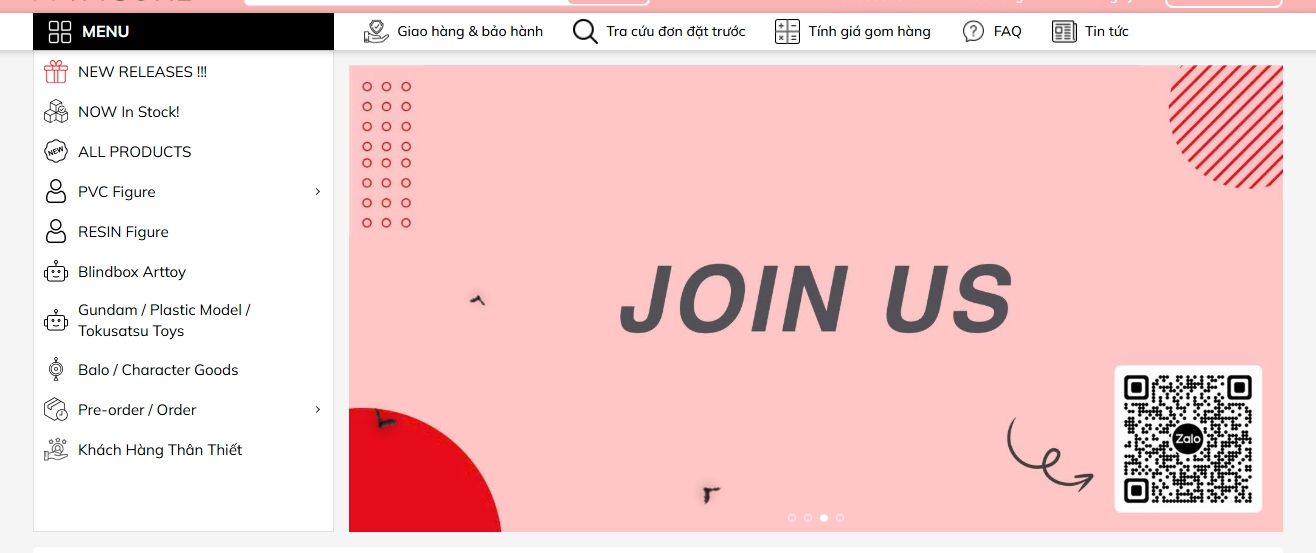 MENU
Giao hàng & bảo hành
Tra cứu đơn đặt trước
Tính giá gom hàng
FAQ
Tin tức
NEW RELEASES !!!
NOW In Stock!
NEW
ALL PRODUCTS
PVC Figure
RESIN Figure
Blindbox Arttoy
Gundam / Plastic Model /
Tokusatsu Toys
Balo / Character Goods
Pre-order / Order
Khách Hàng Thân Thiết
JOIN US
Zalo